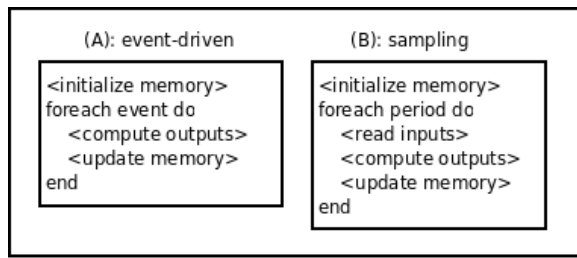 (A): event-driven
<initialize memory>
foreach event do
<compute outputs>
<update memory>
end
(B): sampling
<initialize memory>
foreach period do
<read inputs>
<compute outputs>
<update memory>
end